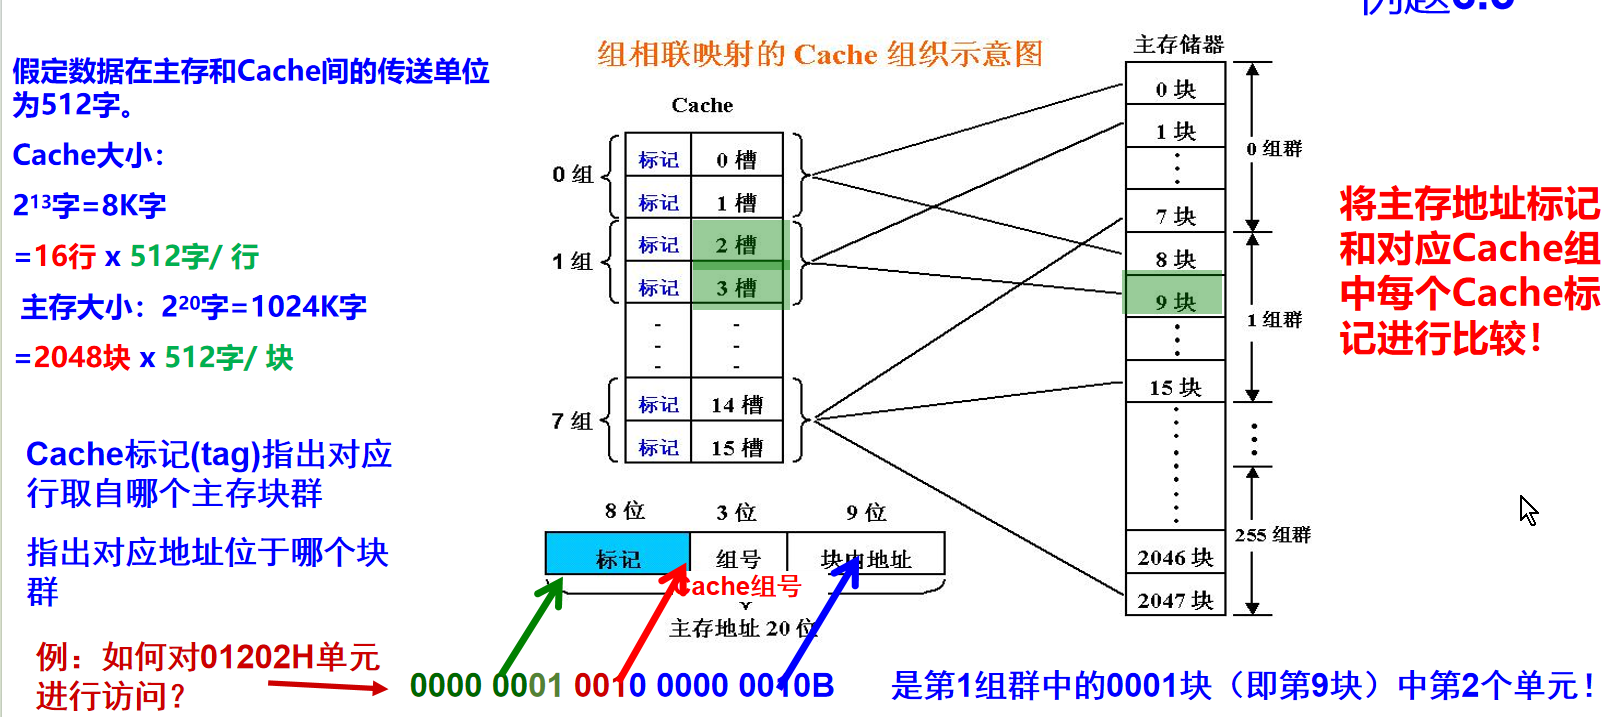 例题
组相联映射的 Cache 组织示意图
假定数据在主存和Cache间的传送单位
为512字。
Cache大小：
2¹³字=8K字
=16行 x 512字/ 行
主存大小：2²⁰字=1024K字
=2048块 x 512字/ 块
Cache标记(tag)指出对应
行取自哪个主存块群
指出对应地址位于哪个块
群
Cache
0 组
标记 0 槽
标记 1 槽
1 组
标记 2 槽
标记 3 槽
- -
- -
- -
7 组
标记 14 槽
标记 15 槽
主存储器
0 块
1 块
⋮
7 块
8 块
9 块
⋮
15 块
⋮
2046 块
2047 块
0 组群
1 组群
⋮
255 组群
将主存地址标记
和对应Cache组
中每个Cache标
记进行比较！
8 位 3 位 9 位
标记 组号 块内地址
Cache组号
主存地址 20 位
例：如何对01202H单元
进行访问？
0000 0001 0010 0000 0010B
是第1组群中的0001块（即第9块）中第2个单元！